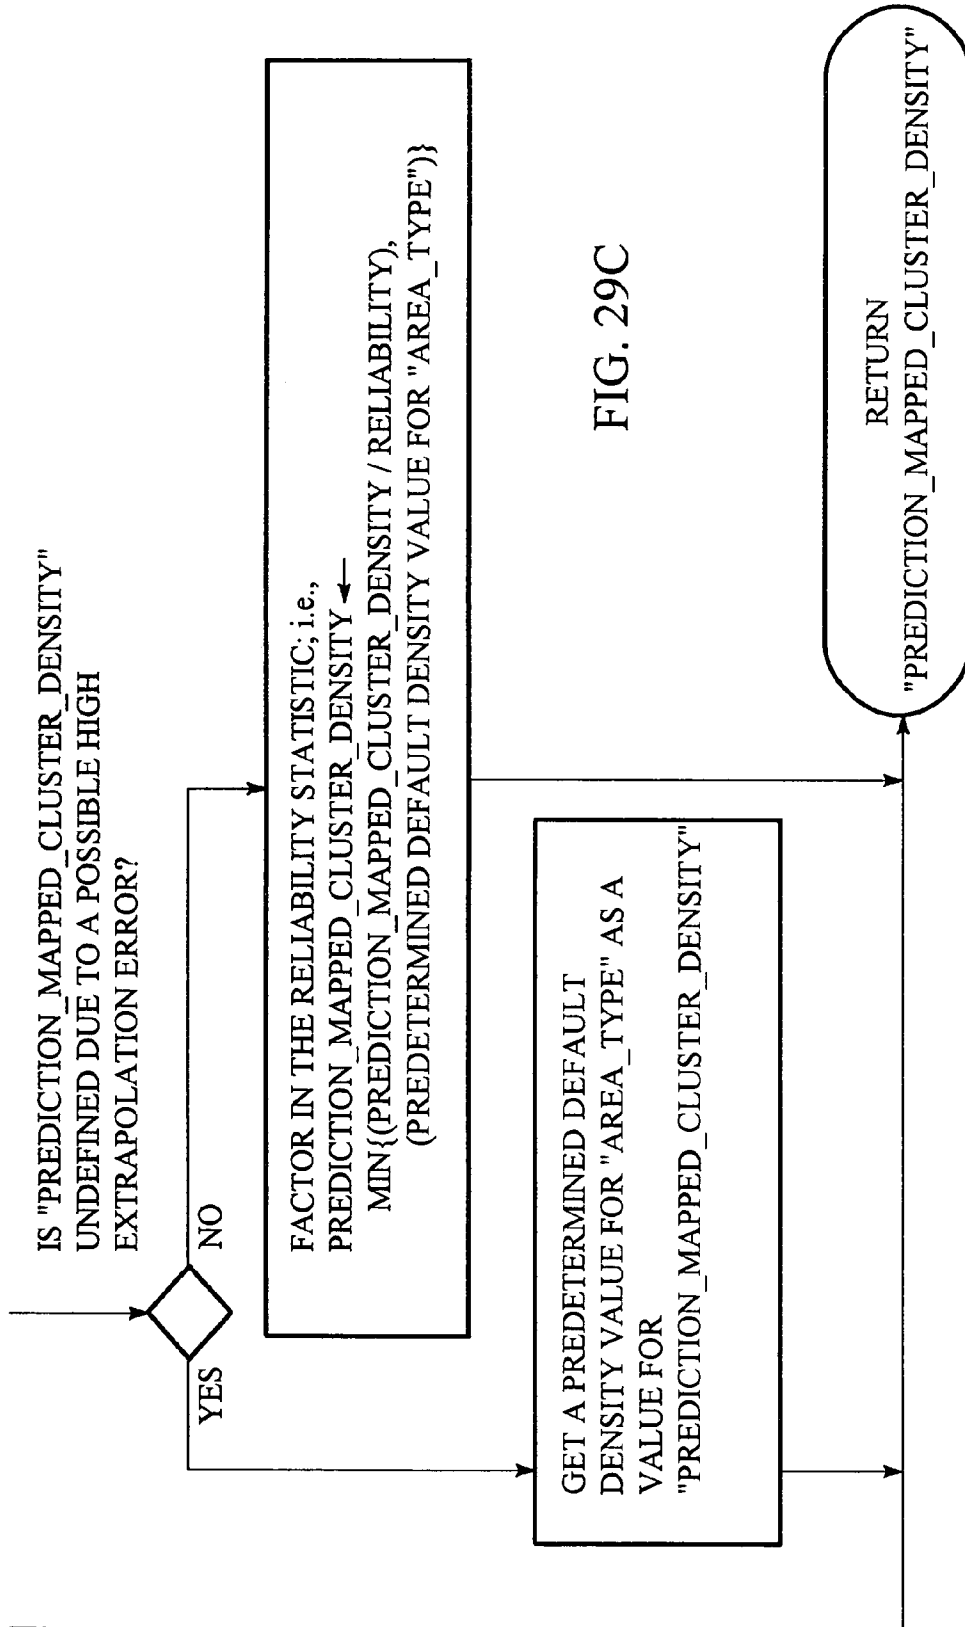 IS "PREDICTION_MAPPED_CLUSTER_DENSITY"
UNDEFINED DUE TO A POSSIBLE HIGH
EXTRAPOLATION ERROR?
YES
NO
FACTOR IN THE RELIABILITY STATISTIC; i.e.,
PREDICTION_MAPPED_CLUSTER_DENSITY ←
MIN{(PREDICTION_MAPPED_CLUSTER_DENSITY / RELIABILITY),
(PREDETERMINED DEFAULT DENSITY VALUE FOR "AREA_TYPE")}
GET A PREDETERMINED DEFAULT
DENSITY VALUE FOR "AREA_TYPE" AS A
VALUE FOR
"PREDICTION_MAPPED_CLUSTER_DENSITY"
FIG. 29C
RETURN
"PREDICTION_MAPPED_CLUSTER_DENSITY"